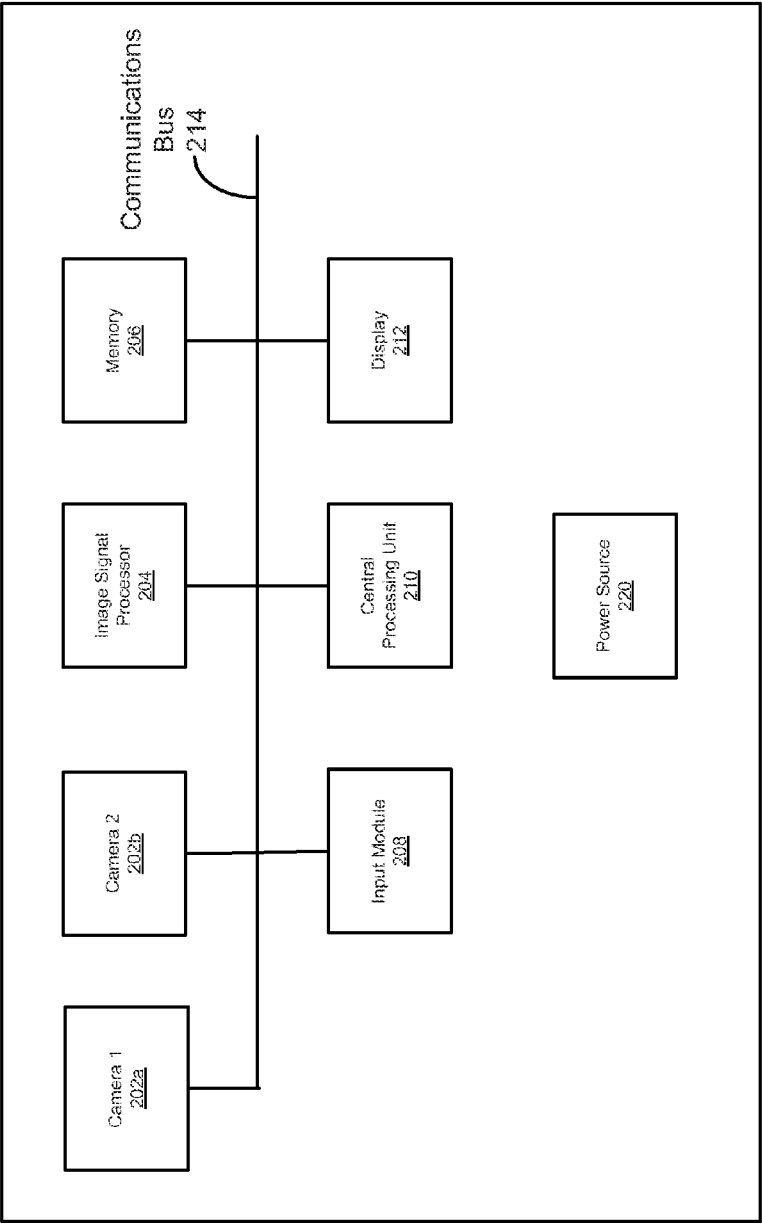 Camera 1
202a
Camera 2
202b
Image Signal
Processor
204
Memory
206
Communications
Bus
214
Input Module
208
Central
Processing Unit
210
Display
212
Power Source
220